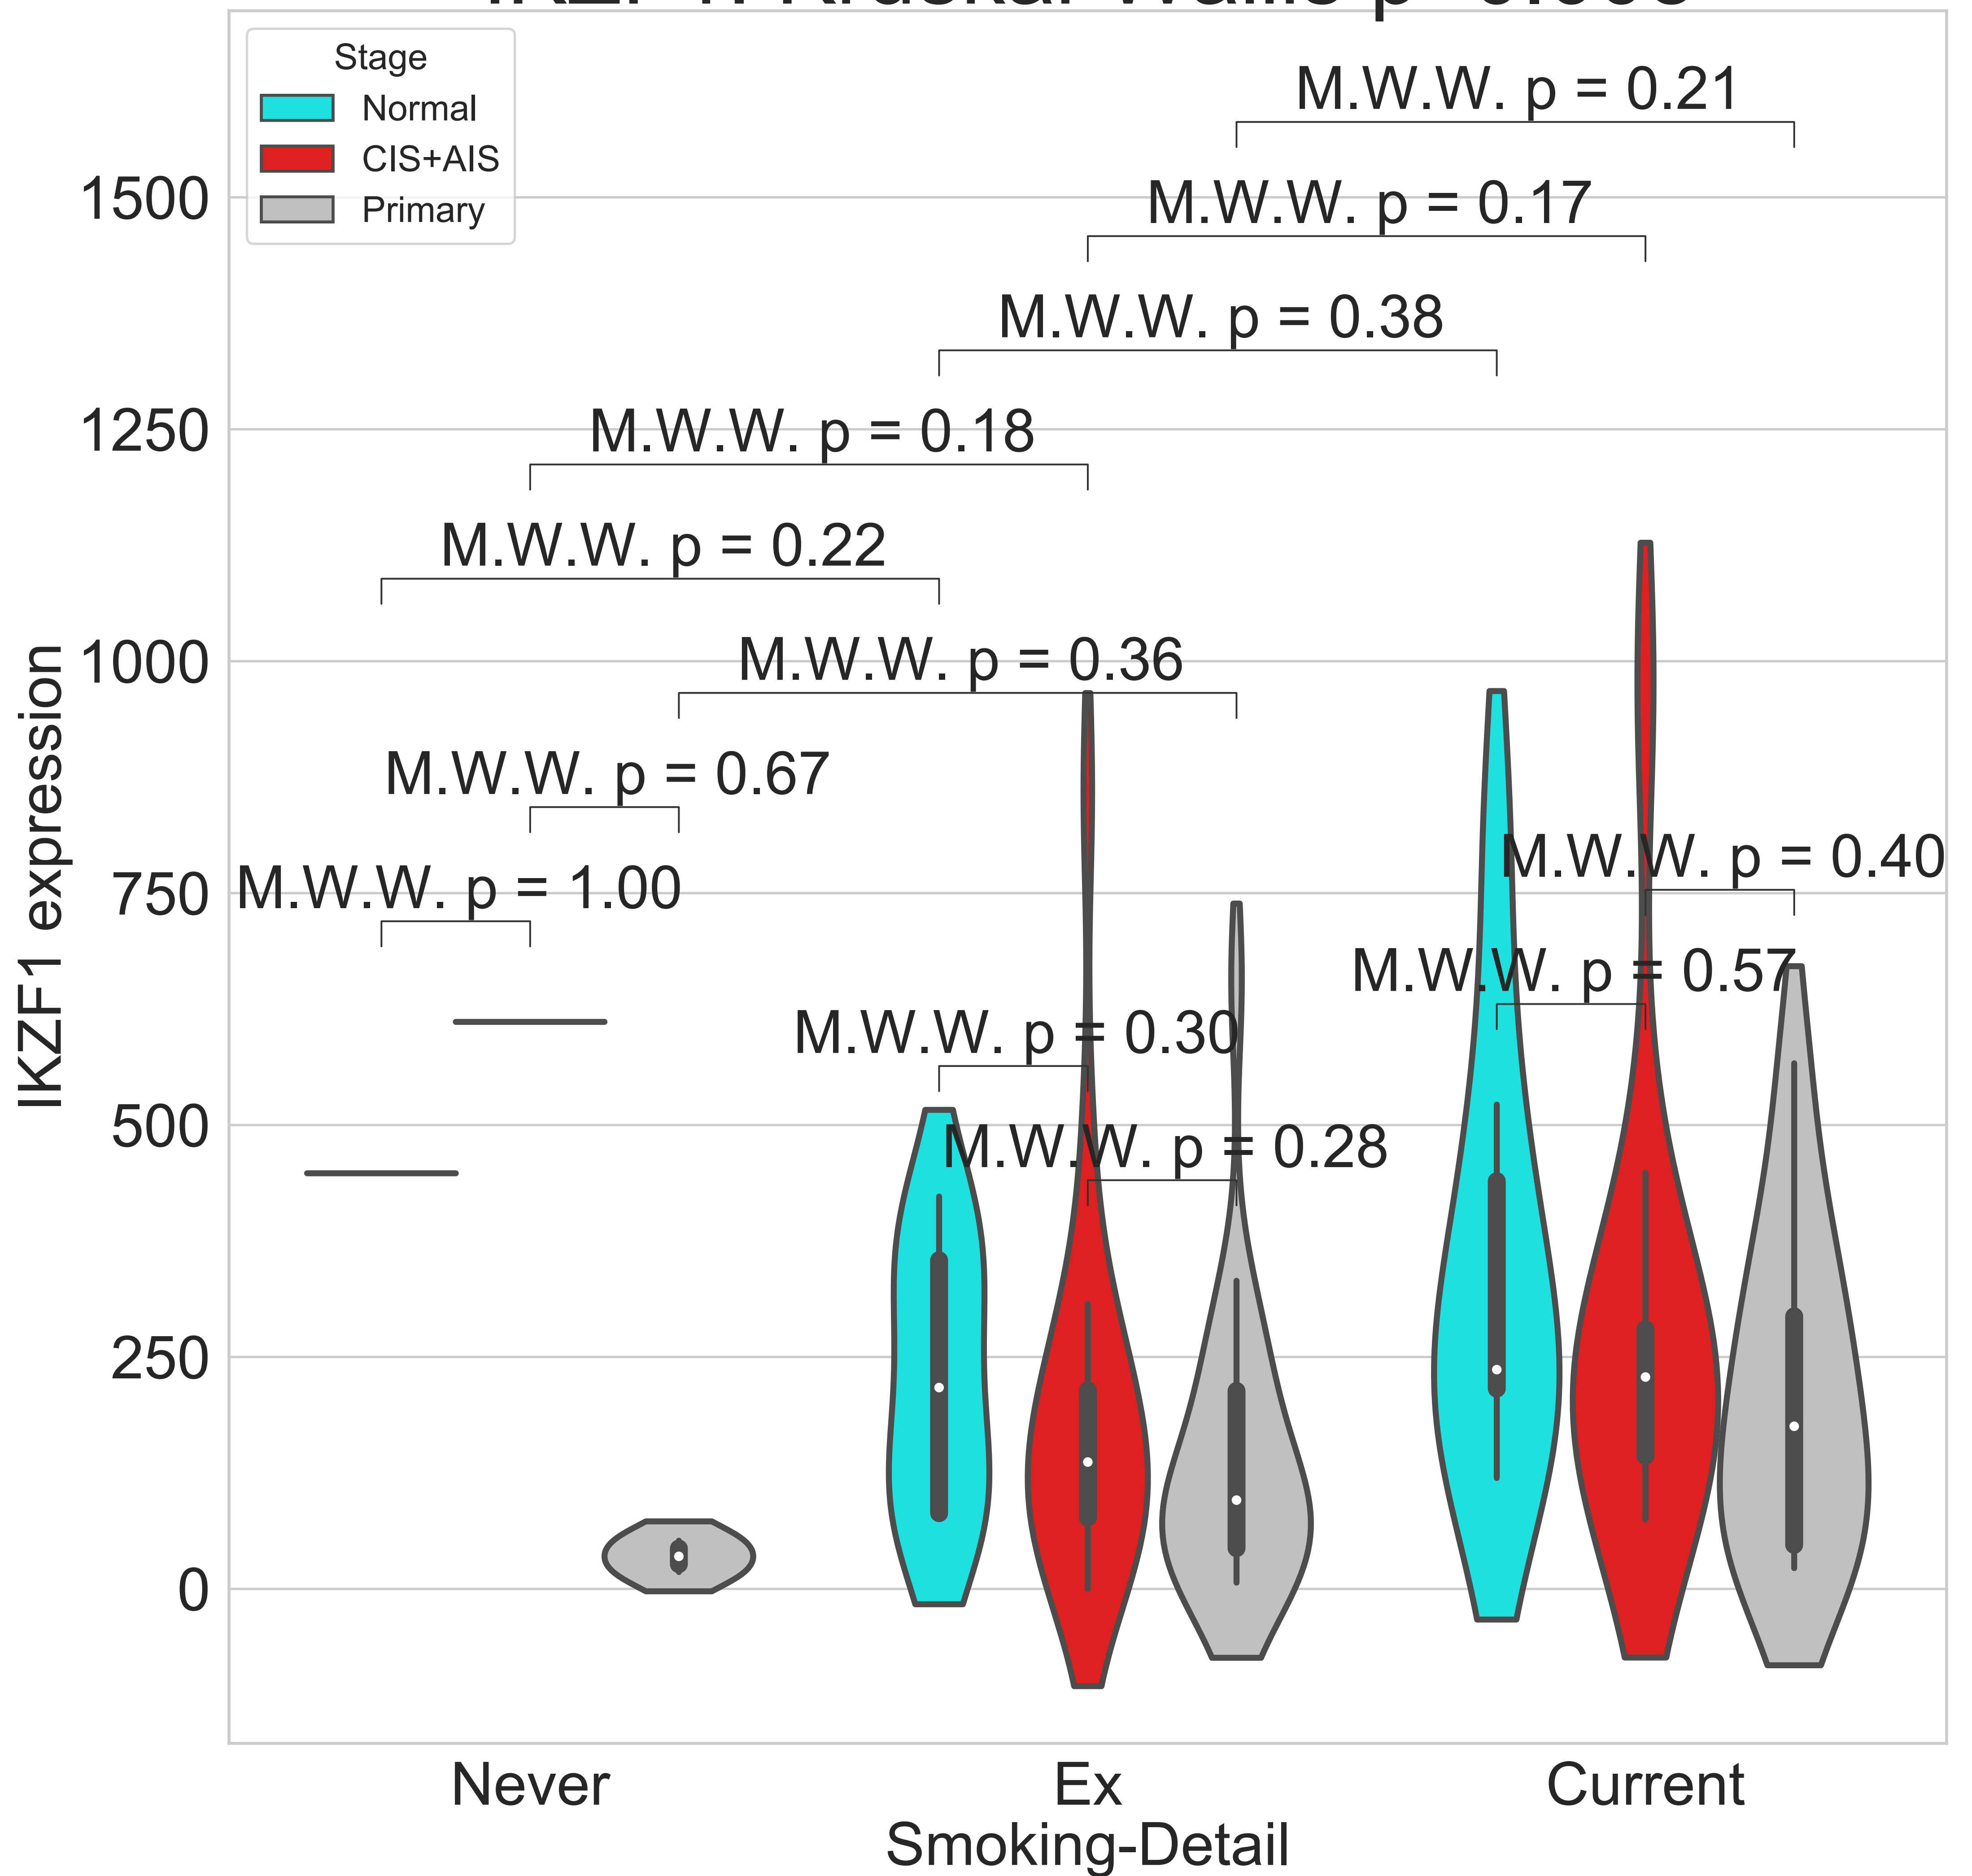 Stage
Normal
CIS+AIS
Primary
M.W.W. p = 0.21
M.W.W. p = 0.17
M.W.W. p = 0.38
M.W.W. p = 0.18
M.W.W. p = 0.22
M.W.W. p = 0.36
M.W.W. p = 0.67
M.W.W. p = 1.00
M.W.W. p = 0.40
M.W.W. p = 0.57
M.W.W. p = 0.30
M.W.W. p = 0.28
IKZF1 expression
1500
1250
1000
750
500
250
0
Never
Ex
Current
Smoking-Detail